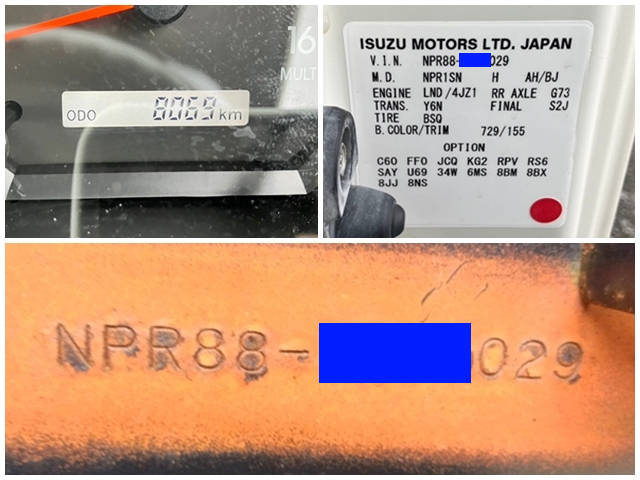 16
MULTI
ODO 8069 km
ISUZU MOTORS LTD. JAPAN
V.I.N. NPR88- 029
M.D. NPR1SN H AH/BJ
ENGINE LND/4JZ1 RR AXLE G73
TRANS. Y6N FINAL S2J
TIRE BSQ
B.COLOR/TRIM 729/155
OPTION
C60 FF0 JCQ KG2 RPV RS6
SAY U69 34W 6MS 8BM 8BX
8JJ 8NS
NPR88- 029